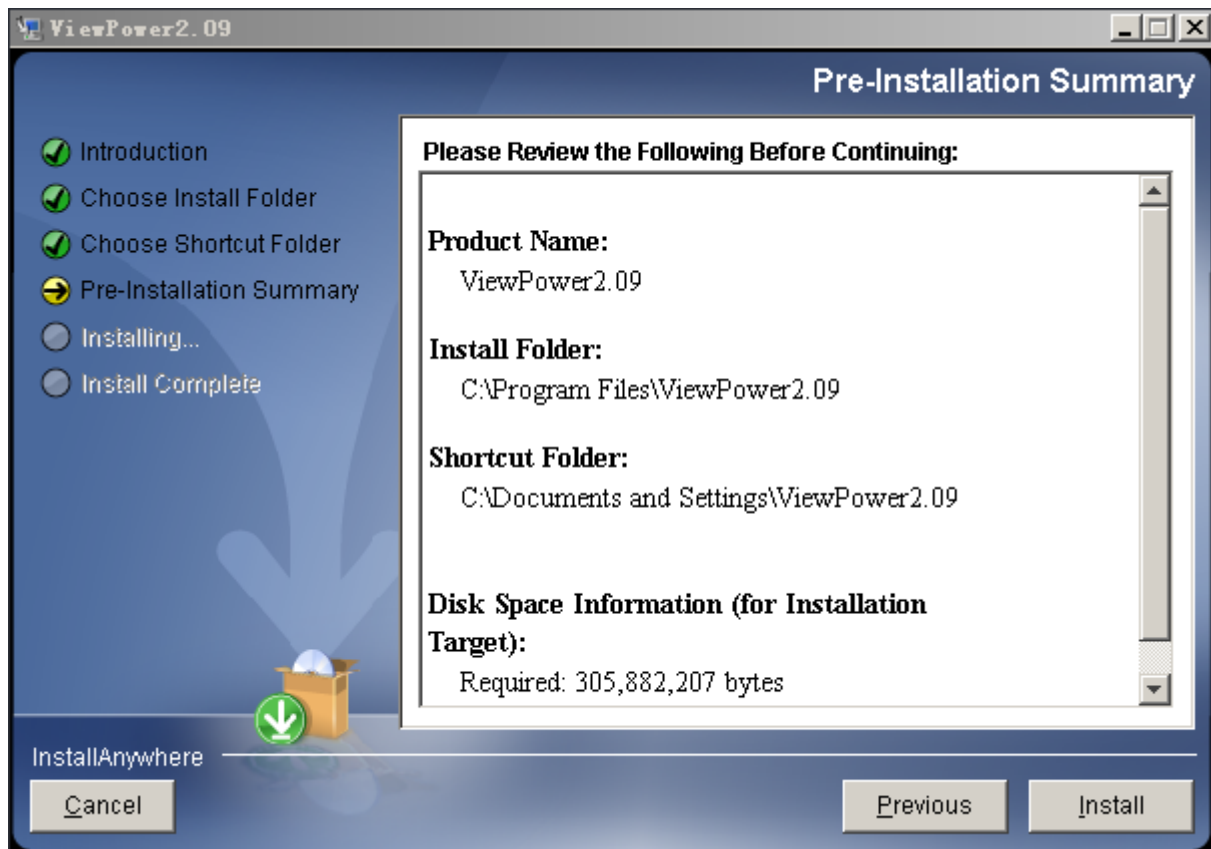 ViewPower2.09
Pre-Installation Summary
Introduction
Choose Install Folder
Choose Shortcut Folder
Pre-Installation Summary
Installing...
Install Complete
Please Review the Following Before Continuing:
Product Name:
ViewPower2.09
Install Folder:
C:\Program Files\ViewPower2.09
Shortcut Folder:
C:\Documents and Settings\ViewPower2.09
Disk Space Information (for Installation
Target):
Required: 305,882,207 bytes
InstallAnywhere
Cancel
Previous
Install